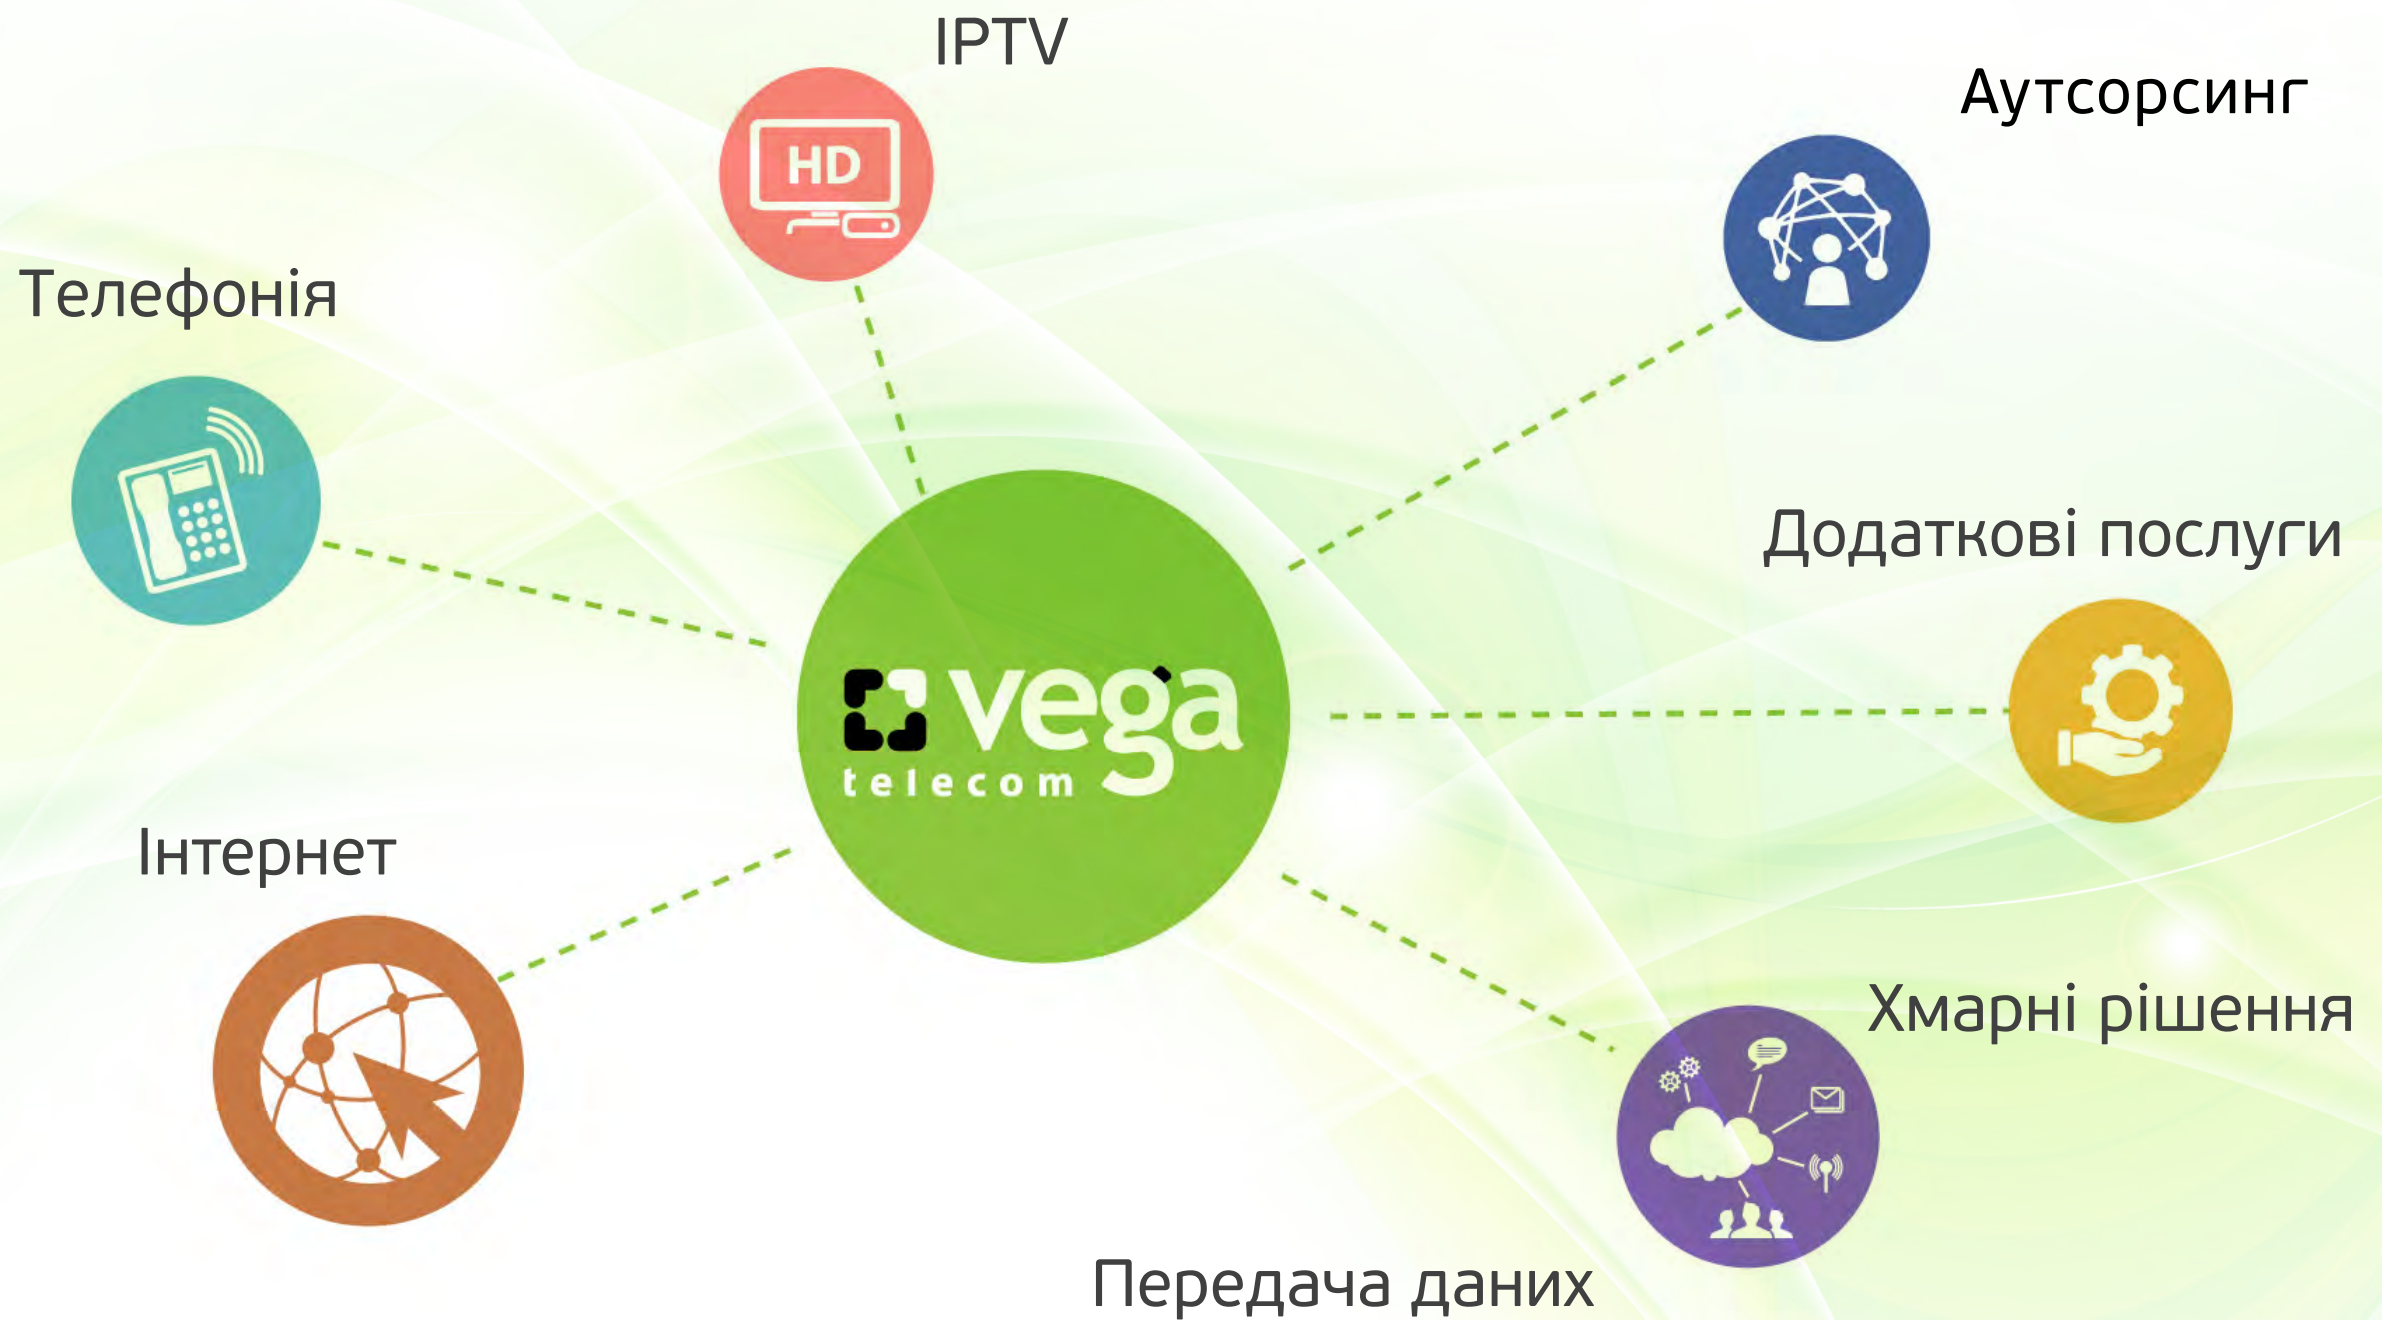 IPTV
Аутсорсинг
HD
Телефонія
Додаткові послуги
vega
telecom
Інтернет
Хмарні рішення
Передача даних